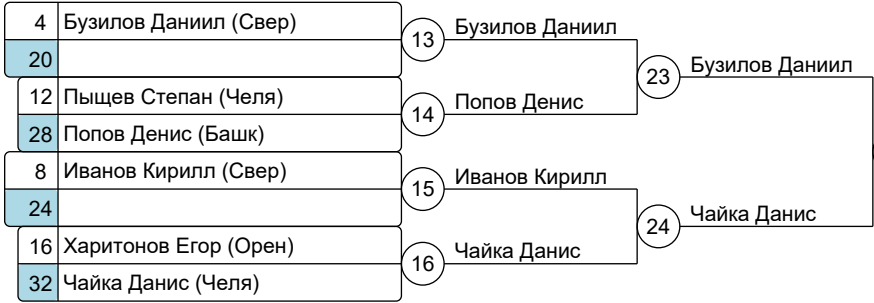 4 Бузилов Даниил (Свер)
20
13 Бузилов Даниил
12 Пыщев Степан (Челя)
28 Попов Денис (Башк)
14 Попов Денис
23 Бузилов Даниил
8 Иванов Кирилл (Свер)
24
15 Иванов Кирилл
16 Харитонов Егор (Орен)
32 Чайка Данис (Челя)
16 Чайка Данис
24 Чайка Данис